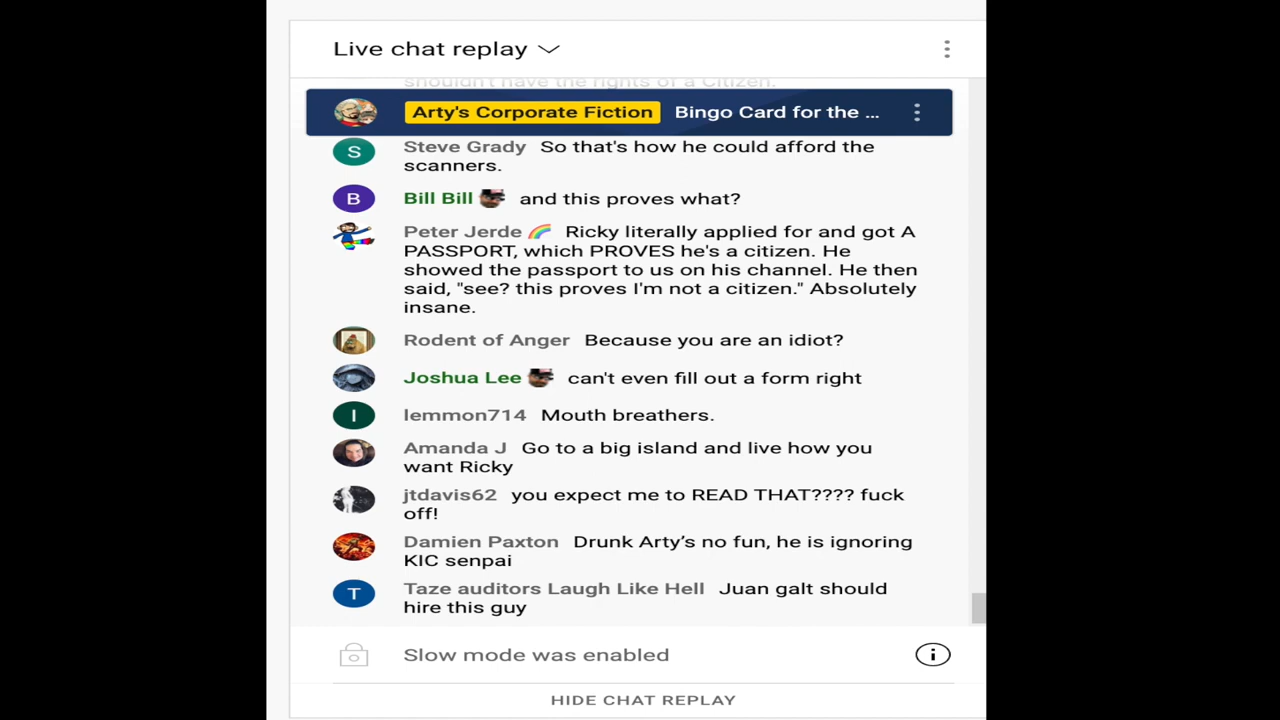 Live chat replay
shouldn't have the rights of a Citizen.
Arty's Corporate Fiction Bingo Card for the ...
S Steve Grady So that's how he could afford the
scanners.
B Bill Bill and this proves what?
Peter Jerde 🌈 Ricky literally applied for and got A
PASSPORT, which PROVES he's a citizen. He
showed the passport to us on his channel. He then
said, "see? this proves I'm not a citizen." Absolutely
insane.
Rodent of Anger Because you are an idiot?
Joshua Lee can't even fill out a form right
I lemmon714 Mouth breathers.
Amanda J Go to a big island and live how you
want Ricky
jtdavis62 you expect me to READ THAT???? fuck
off!
Damien Paxton Drunk Arty’s no fun, he is ignoring
KIC senpai
T Taze auditors Laugh Like Hell Juan galt should
hire this guy
Slow mode was enabled
HIDE CHAT REPLAY